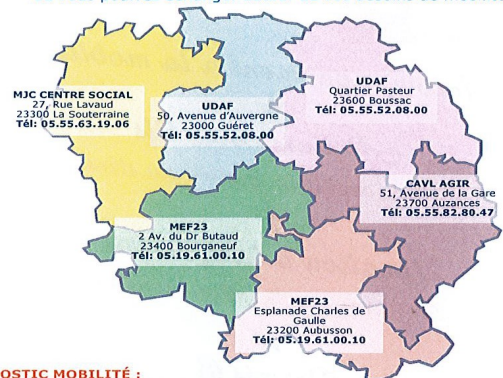 MJC CENTRE SOCIAL
27, Rue Lavaud
23300 La Souterraine
Tél: 05.55.63.19.06
UDAF
50, Avenue d'Auvergne
23000 Guéret
Tél: 05.55.52.08.00
UDAF
Quartier Pasteur
23600 Boussac
Tél: 05.55.52.08.00
CAVL AGIR
51, Avenue de la Gare
23700 Auzances
Tél: 05.55.82.80.47
MEF23
2 Av. du Dr Butaud
23400 Bourganeuf
Tél: 05.19.61.00.10
MEF23
Esplanade Charles de
Gaulle
23200 Aubusson
Tél: 05.19.61.00.10
OSTIC MOBILITÉ :